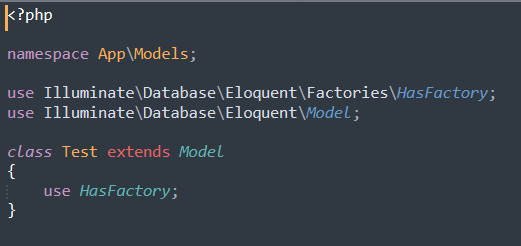 <?php
namespace App\Models;
use Illuminate\Database\Eloquent\Factories\HasFactory;
use Illuminate\Database\Eloquent\Model;
class Test extends Model
{
    use HasFactory;
}